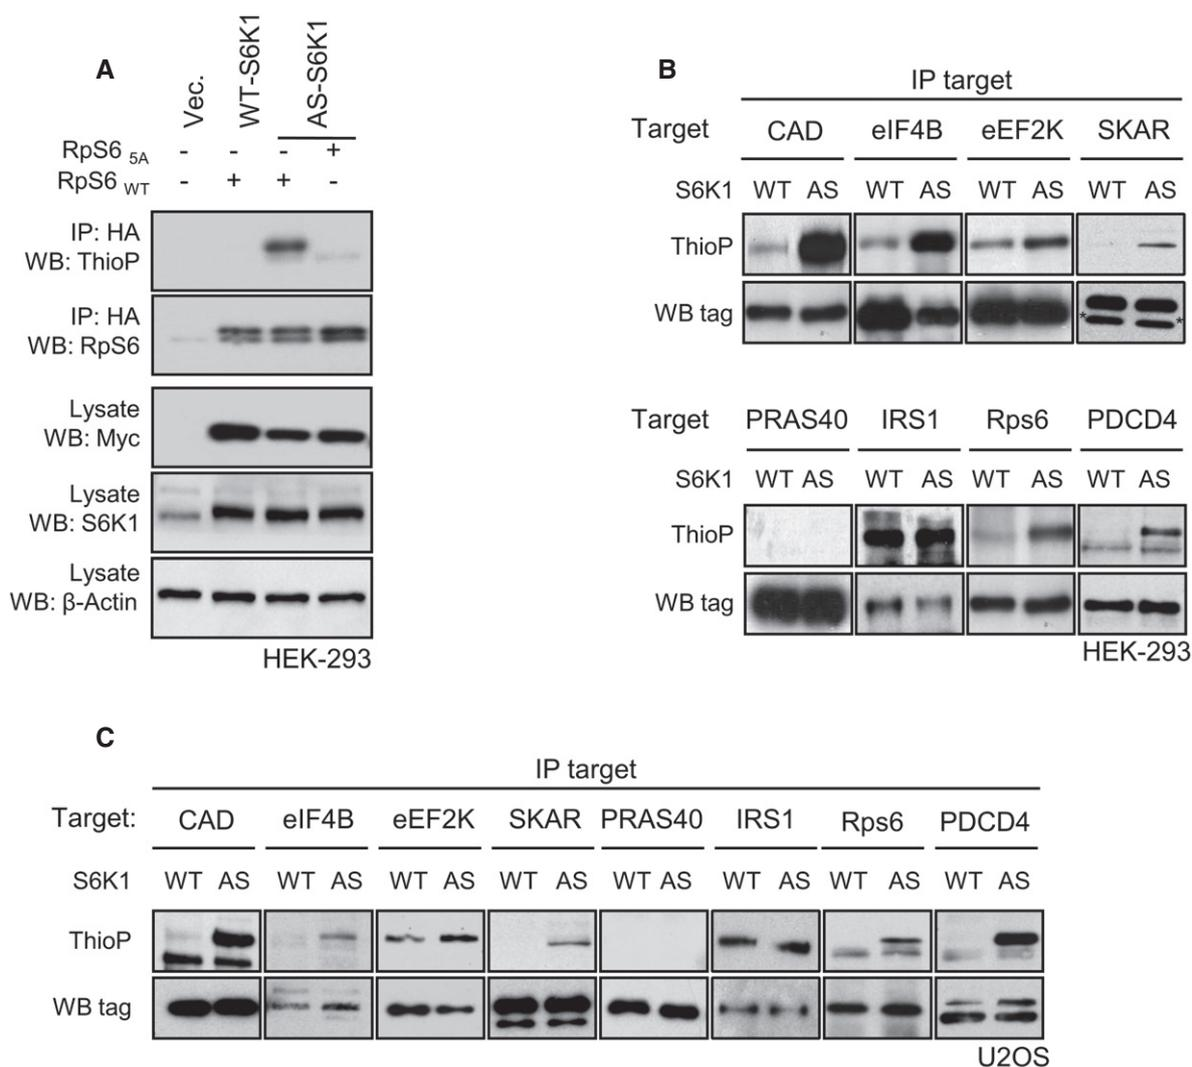 A
Vec.
WT-S6K1
AS-S6K1
RpS6 5A - - - +
RpS6 WT - + + -
IP: HA
WB: ThioP
IP: HA
WB: RpS6
Lysate
WB: Myc
Lysate
WB: S6K1
Lysate
WB: β-Actin
HEK-293
B
IP target
Target CAD eIF4B eEF2K SKAR
S6K1 WT AS WT AS WT AS WT AS
ThioP
WB tag
* *
Target PRAS40 IRS1 Rps6 PDCD4
S6K1 WT AS WT AS WT AS WT AS
ThioP
WB tag
HEK-293
C
IP target
Target: CAD eIF4B eEF2K SKAR PRAS40 IRS1 Rps6 PDCD4
S6K1 WT AS WT AS WT AS WT AS WT AS WT AS WT AS WT AS
ThioP
WB tag
U2OS